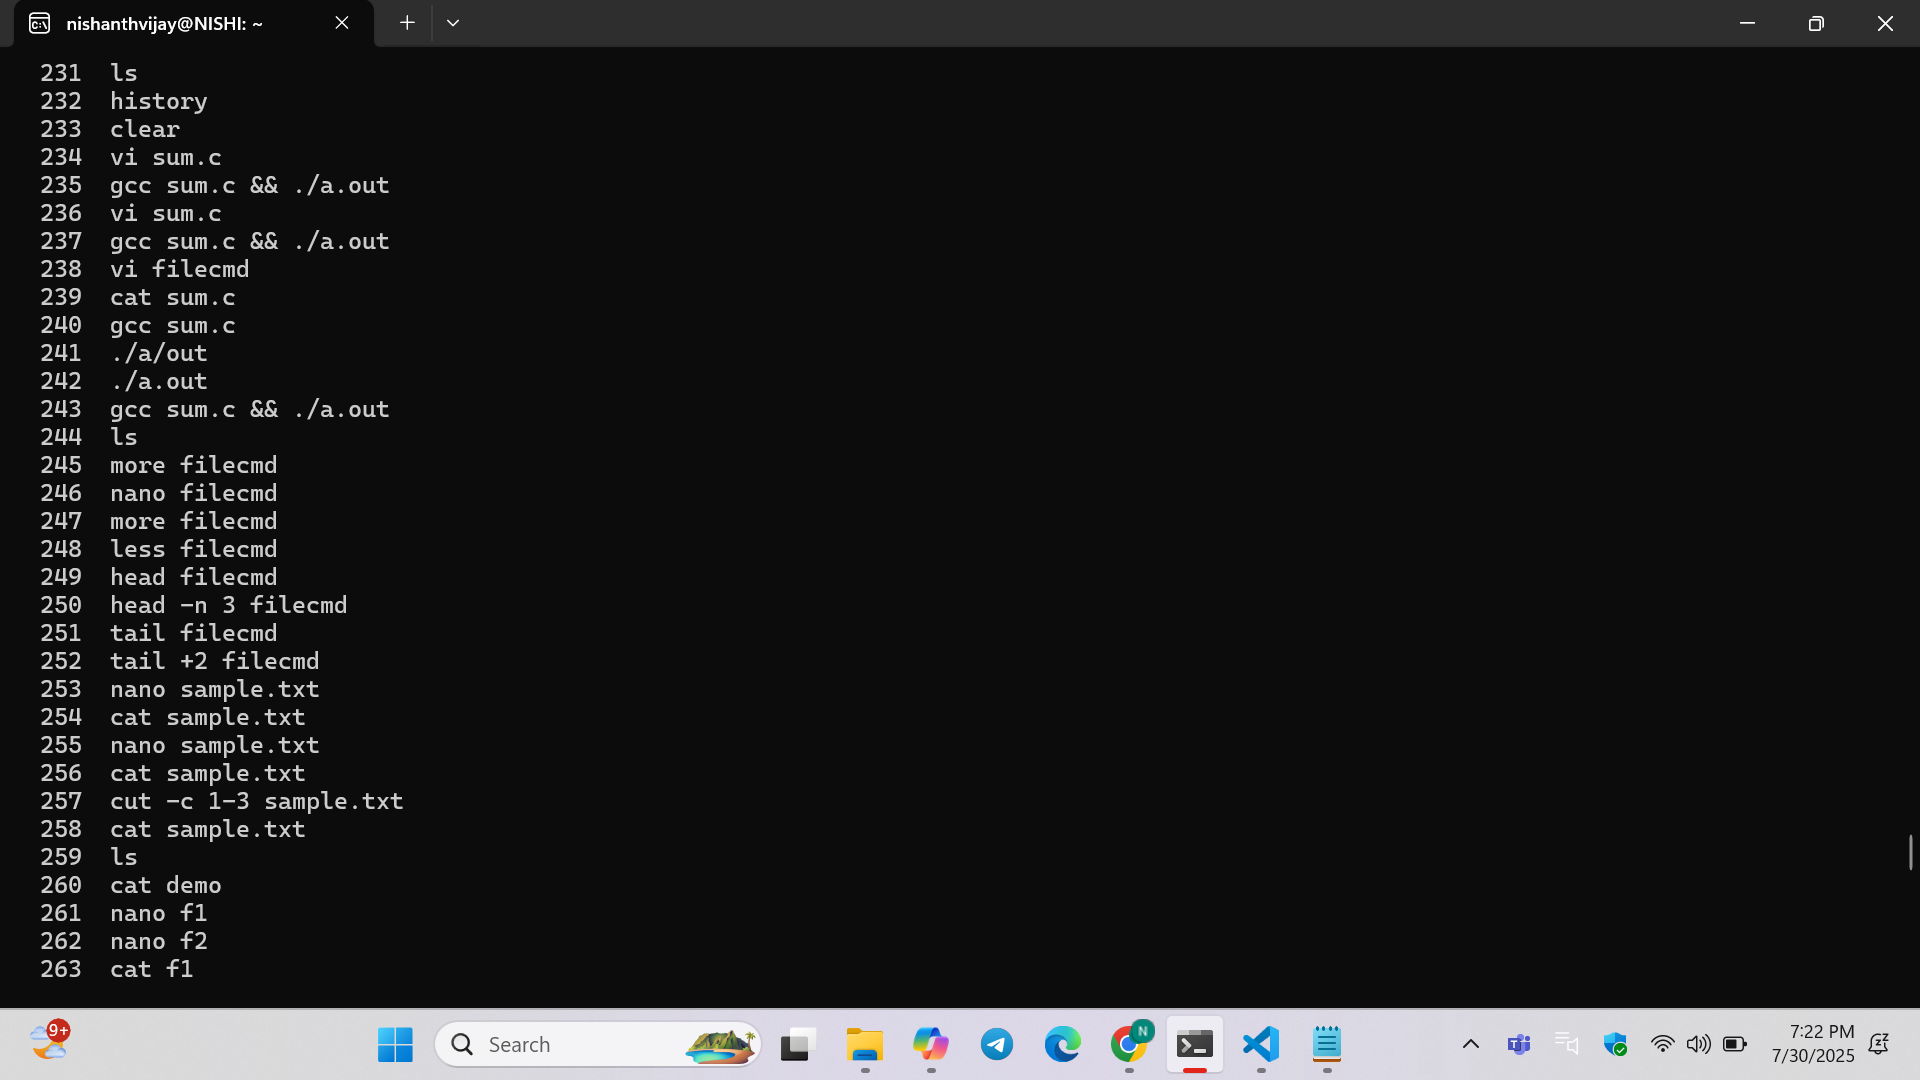 nishanthvijay@NISHI: ~
231 ls
232 history
233 clear
234 vi sum.c
235 gcc sum.c && ./a.out
236 vi sum.c
237 gcc sum.c && ./a.out
238 vi filecmd
239 cat sum.c
240 gcc sum.c
241 ./a/out
242 ./a.out
243 gcc sum.c && ./a.out
244 ls
245 more filecmd
246 nano filecmd
247 more filecmd
248 less filecmd
249 head filecmd
250 head -n 3 filecmd
251 tail filecmd
252 tail +2 filecmd
253 nano sample.txt
254 cat sample.txt
255 nano sample.txt
256 cat sample.txt
257 cut -c 1-3 sample.txt
258 cat sample.txt
259 ls
260 cat demo
261 nano f1
262 nano f2
263 cat f1
9+
Search
N
7:22 PM
7/30/2025